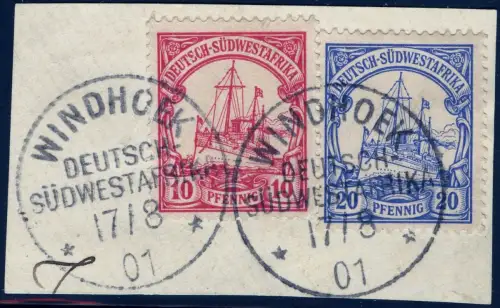 DEUTSCH-SÜDWESTAFRIKA
10 10
PFENNIG
DEUTSCH-SÜDWESTAFRIKA
20 20
PFENNIG
WINDHOEK
DEUTSCH-
SÜDWESTAFRIKA
17/8
* *
01
WINDHOEK
DEUTSCH-
SÜDWESTAFRIKA
17/8
* *
01